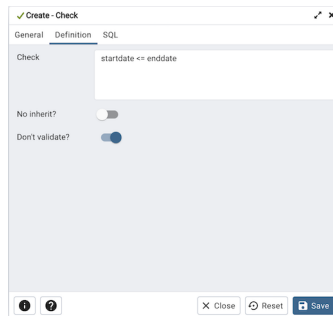 Create - Check
General Definition SQL
Check startdate <= enddate
No inherit?
Don't validate?
Close Reset Save